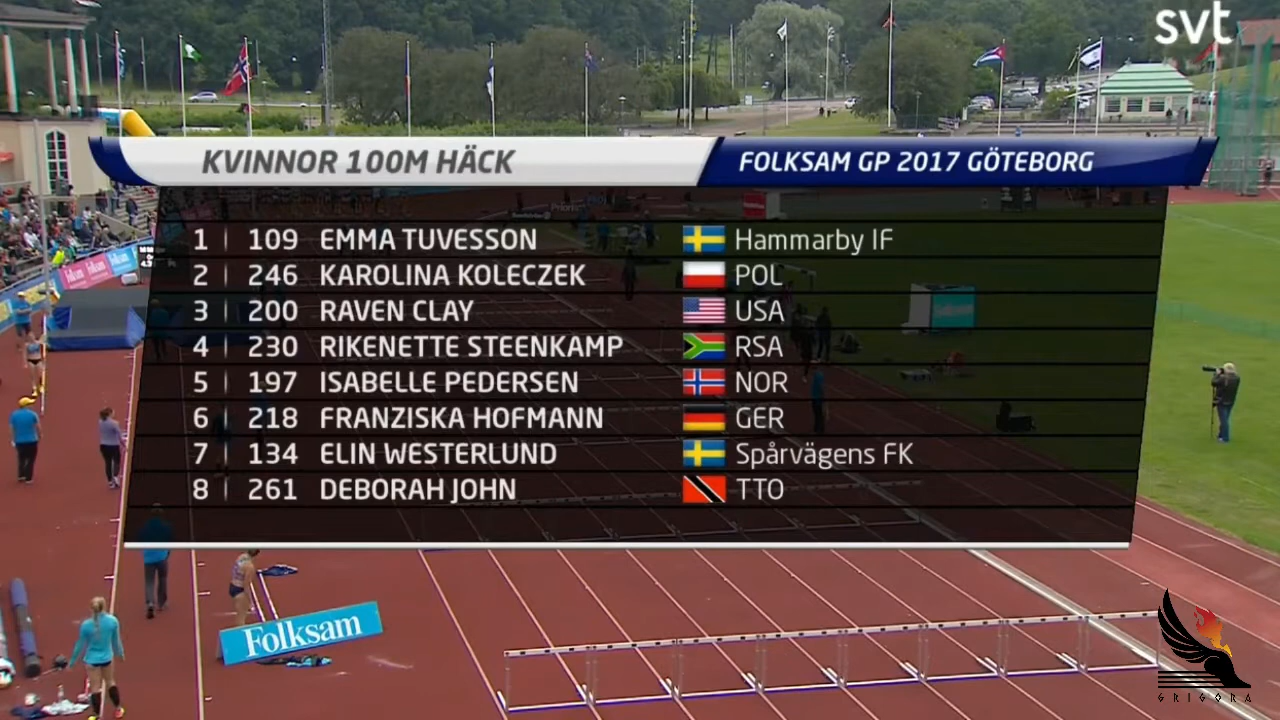 svt
KVINNOR 100M HÄCK FOLKSAM GP 2017 GÖTEBORG
1 109 EMMA TUVESSON Hammarby IF
2 246 KAROLINA KOLECZEK POL
3 200 RAVEN CLAY USA
4 230 RIKENETTE STEENKAMP RSA
5 197 ISABELLE PEDERSEN NOR
6 218 FRANZISKA HOFMANN GER
7 134 ELIN WESTERLUND Spårvägens FK
8 261 DEBORAH JOHN TTO
Folksam
GRIGORA